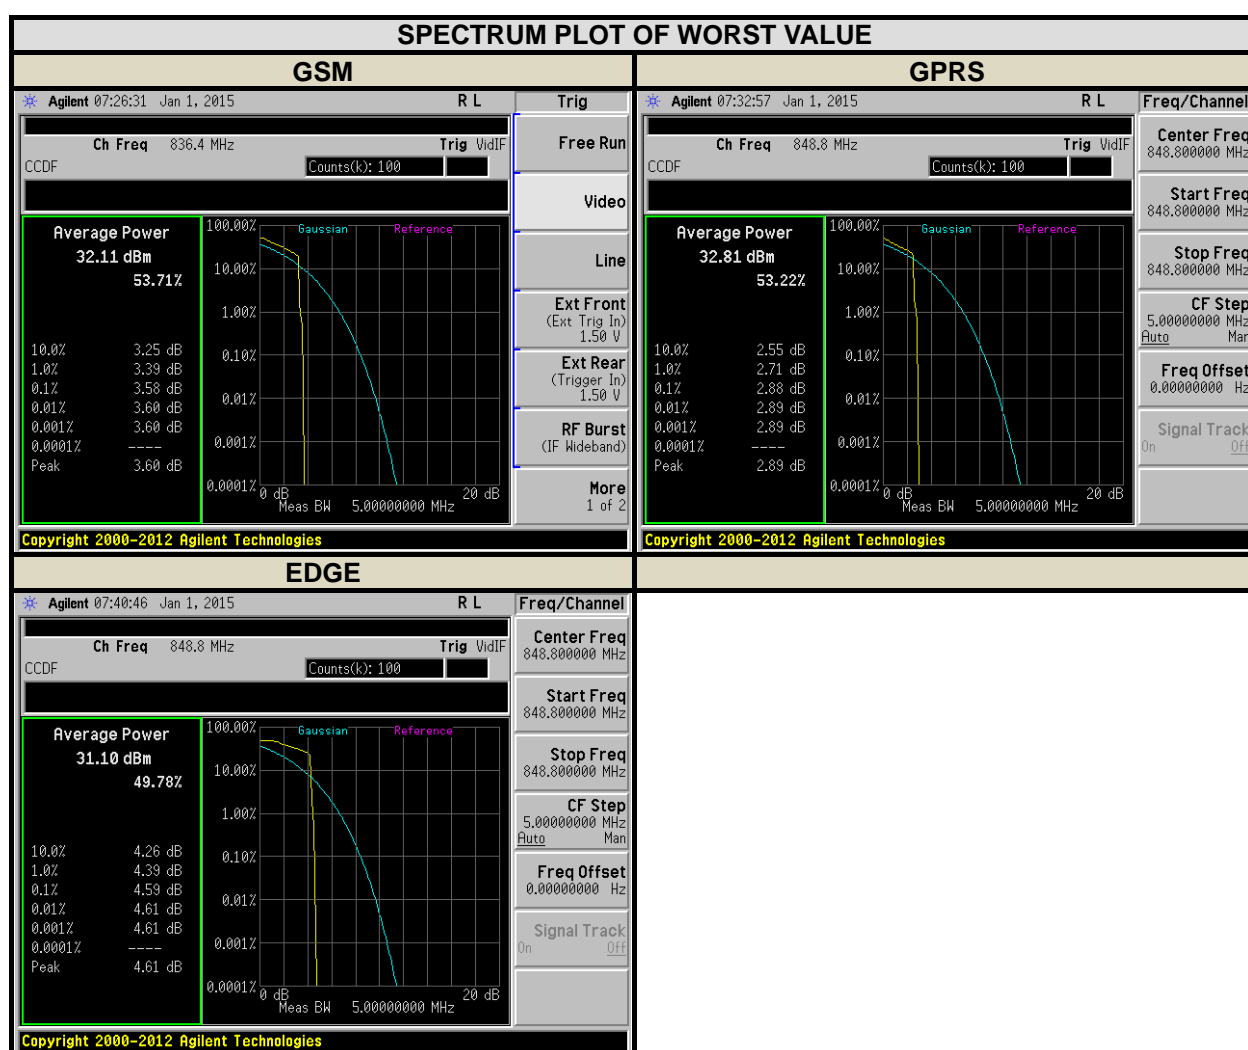 SPECTRUM PLOT OF WORST VALUE
GSM
Agilent 07:26:31 Jan 1, 2015 R L
Trig
Ch Freq 836.4 MHz Trig VidIF
CCDF Counts(k): 100
Average Power
32.11 dBm
53.71%
10.0% 3.25 dB
1.0% 3.39 dB
0.1% 3.58 dB
0.01% 3.60 dB
0.001% 3.60 dB
0.0001% ----
Peak 3.60 dB
Gaussian Reference
100.00%
10.00%
1.00%
0.10%
0.01%
0.001%
0.0001%
0 dB 20 dB
Meas BW 5.00000000 MHz
Free Run
Video
Line
Ext Front
(Ext Trig In)
1.50 V
Ext Rear
(Trigger In)
1.50 V
RF Burst
(IF Wideband)
More
1 of 2
Copyright 2000-2012 Agilent Technologies
GPRS
Agilent 07:32:57 Jan 1, 2015 R L
Freq/Channel
Ch Freq 848.8 MHz Trig VidIF
CCDF Counts(k): 100
Average Power
32.81 dBm
53.22%
10.0% 2.55 dB
1.0% 2.71 dB
0.1% 2.88 dB
0.01% 2.89 dB
0.001% 2.89 dB
0.0001% ----
Peak 2.89 dB
Gaussian Reference
100.00%
10.00%
1.00%
0.10%
0.01%
0.001%
0.0001%
0 dB 20 dB
Meas BW 5.00000000 MHz
Center Freq
848.800000 MHz
Start Freq
848.800000 MHz
Stop Freq
848.800000 MHz
CF Step
5.00000000 MHz
Auto Man
Freq Offset
0.00000000 Hz
Signal Track
On Off
Copyright 2000-2012 Agilent Technologies
EDGE
Agilent 07:40:46 Jan 1, 2015 R L
Freq/Channel
Ch Freq 848.8 MHz Trig VidIF
CCDF Counts(k): 100
Average Power
31.10 dBm
49.78%
10.0% 4.26 dB
1.0% 4.39 dB
0.1% 4.59 dB
0.01% 4.61 dB
0.001% 4.61 dB
0.0001% ----
Peak 4.61 dB
Gaussian Reference
100.00%
10.00%
1.00%
0.10%
0.01%
0.001%
0.0001%
0 dB 20 dB
Meas BW 5.00000000 MHz
Center Freq
848.800000 MHz
Start Freq
848.800000 MHz
Stop Freq
848.800000 MHz
CF Step
5.00000000 MHz
Auto Man
Freq Offset
0.00000000 Hz
Signal Track
On Off
Copyright 2000-2012 Agilent Technologies